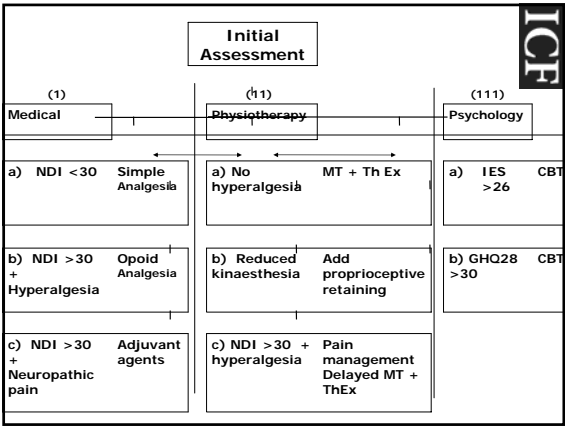 Initial
Assessment
ICF
(1)
(11)
(111)
Medical
Physiotherapy
Psychology
a) NDI <30 Simple
Analgesia
a) No MT + Th Ex
hyperalgesia
a) IES CBT
>26
b) NDI >30 Opoid
+ Analgesia
Hyperalgesia
b) Reduced Add
kinaesthesia proprioceptive
retaining
b) GHQ28 CBT
>30
c) NDI >30 Adjuvant
+ agents
Neuropathic
pain
c) NDI >30 + Pain
hyperalgesia management
Delayed MT +
ThEx